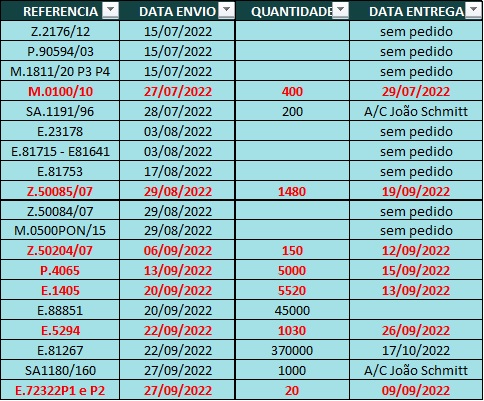 REFERENCIA DATA ENVIO QUANTIDADE DATA ENTREGA
Z.2176/12 15/07/2022 sem pedido
P.90594/03 15/07/2022 sem pedido
M.1811/20 P3 P4 15/07/2022 sem pedido
M.0100/10 27/07/2022 400 29/07/2022
SA.1191/96 28/07/2022 200 A/C João Schmitt
E.23178 03/08/2022 sem pedido
E.81715 - E81641 03/08/2022 sem pedido
E.81753 17/08/2022 sem pedido
Z.50085/07 29/08/2022 1480 19/09/2022
Z.50084/07 29/08/2022 sem pedido
M.0500PON/15 29/08/2022 sem pedido
Z.50204/07 06/09/2022 150 12/09/2022
P.4065 13/09/2022 5000 15/09/2022
E.1405 20/09/2022 5520 13/09/2022
E.88851 20/09/2022 45000
E.5294 22/09/2022 1030 26/09/2022
E.81267 22/09/2022 370000 17/10/2022
SA1180/160 27/09/2022 1000 A/C João Schmitt
E.72322P1 e P2 27/09/2022 20 09/09/2022